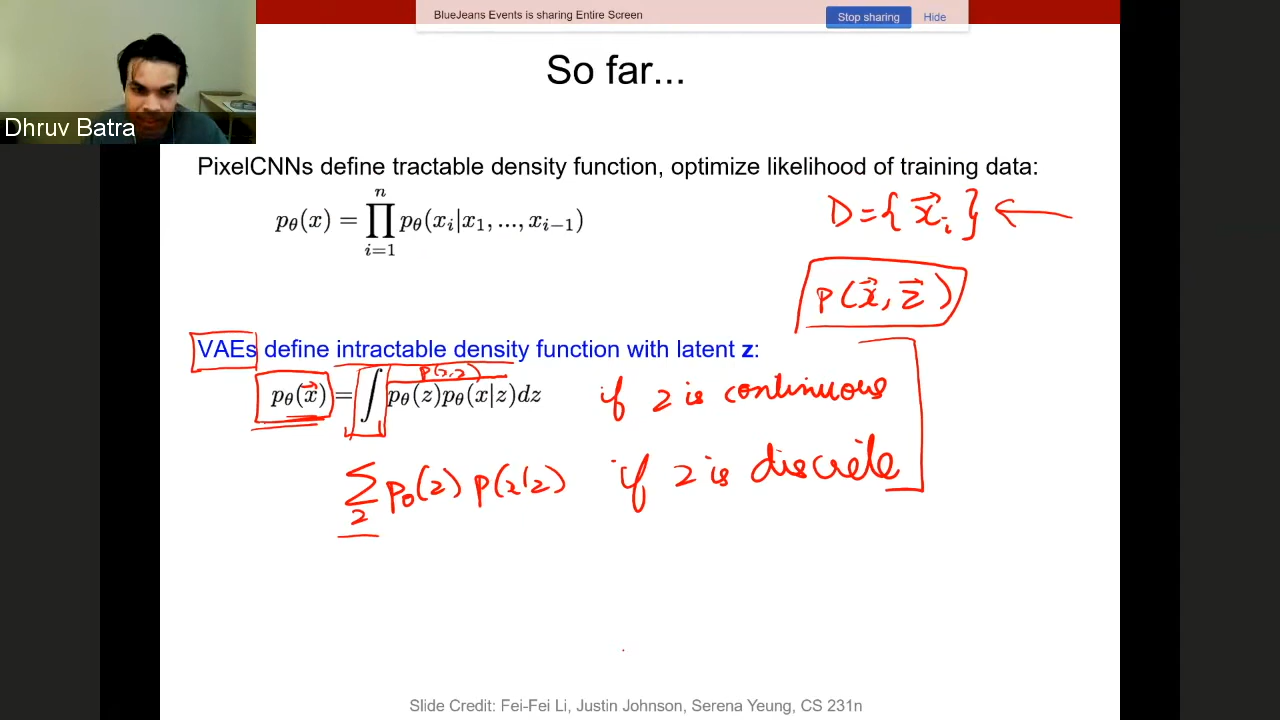 BlueJeans Events is sharing Entire Screen
Stop sharing
Hide
Dhruv Batra
So far...
PixelCNNs define tractable density function, optimize likelihood of training data:
pθ(x) = ∏ⁿᵢ₌₁ pθ(xᵢ|x₁, ..., xᵢ₋₁)
D = {x⃗ᵢ} ←
p(x⃗, z⃗)
VAEs define intractable density function with latent z:
p(x,z)
pθ(x⃗) = ∫ pθ(z)pθ(x|z)dz if z is continuous
∑z pθ(z) p(x|z) if z is discrete
Slide Credit: Fei-Fei Li, Justin Johnson, Serena Yeung, CS 231n